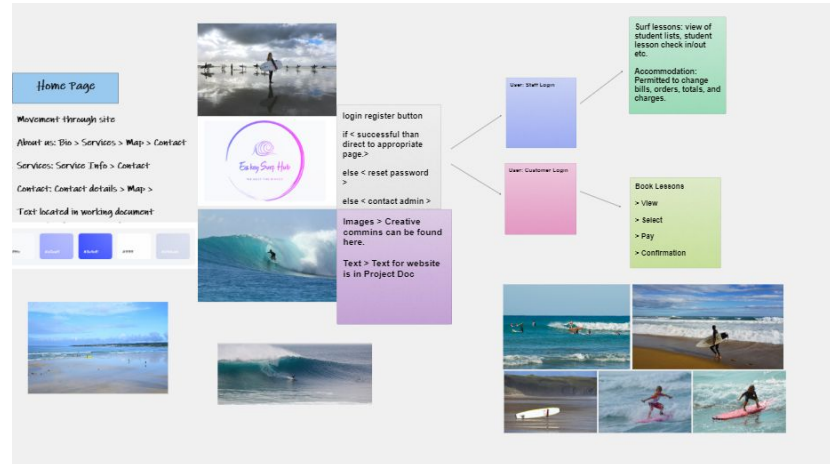 Home Page
Movement through site
About us: Bio > Services > Map > Contact
Services: Service Info > Contact
Contact: Contact details > Map >
Text located in working document
login register button
if < successful than
direct to appropriate
page.>
else < reset password
>
else < contact admin >
Images > Creative
commins can be found
here.
Text > Text for website
is in Project Doc
User: Staff Login
User: Customer Login
Surf lessons: view of
student lists, student
lesson check in/out
etc.
Accommodation:
Permitted to change
bills, orders, totals, and
charges.
Book Lessons
> View
> Select
> Pay
> Confirmation